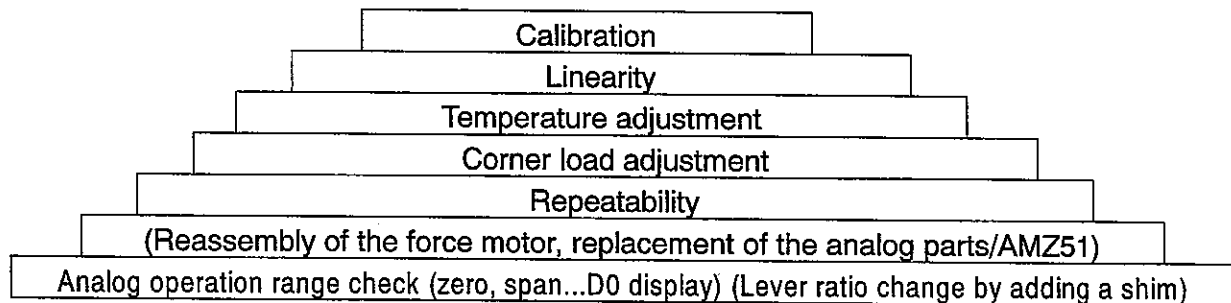 Calibration
Linearity
Temperature adjustment
Corner load adjustment
Repeatability
(Reassembly of the force motor, replacement of the analog parts/AMZ51)
Analog operation range check (zero, span...D0 display) (Lever ratio change by adding a shim)